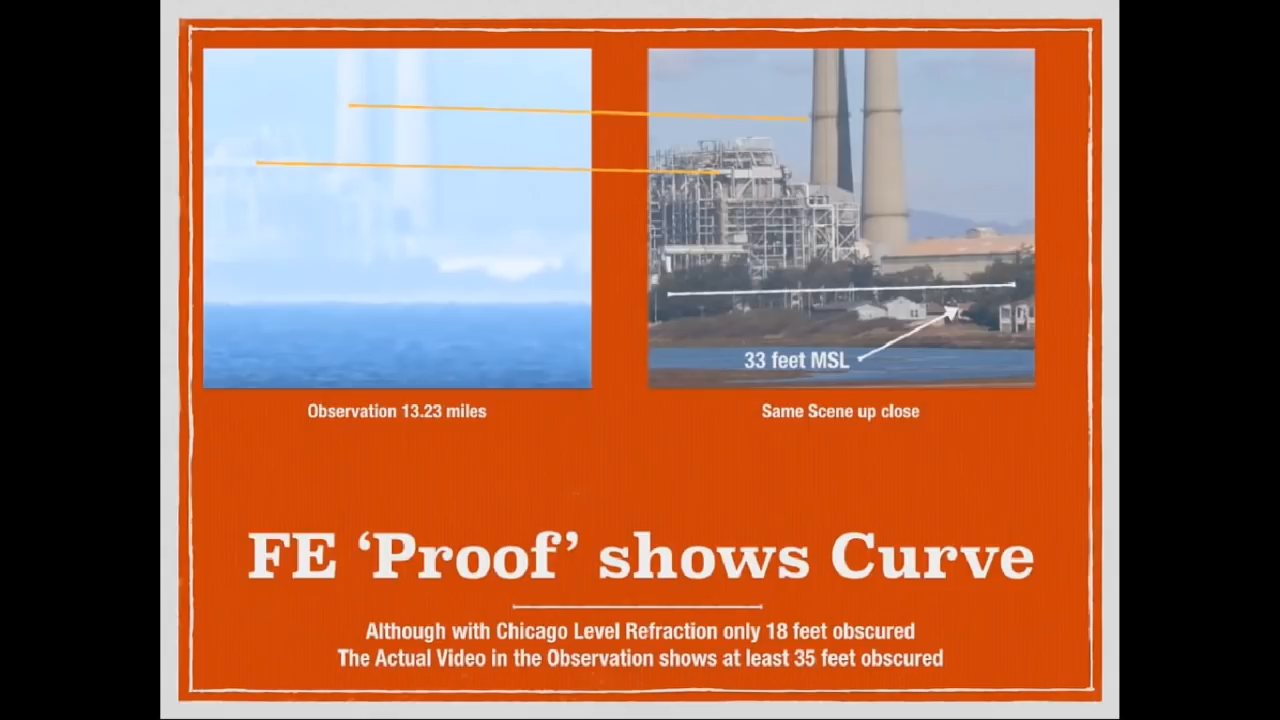 33 feet MSL
Observation 13.23 miles
Same Scene up close
FE ‘Proof’ shows Curve
Although with Chicago Level Refraction only 18 feet obscured
The Actual Video in the Observation shows at least 35 feet obscured